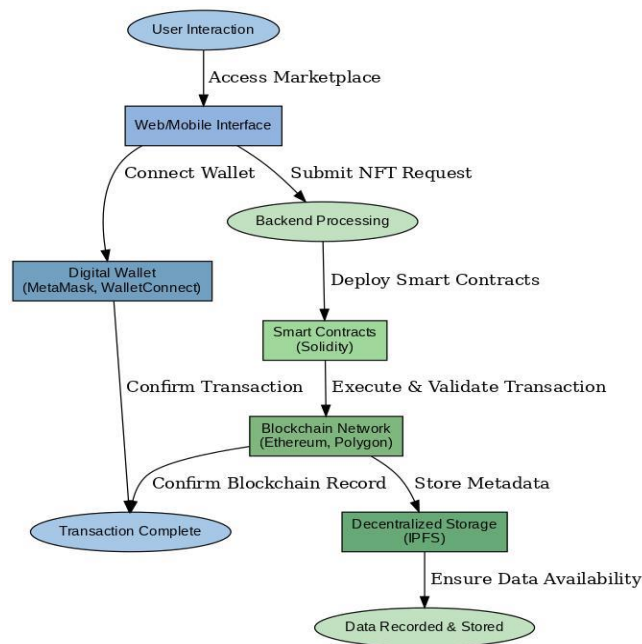 User Interaction
Access Marketplace
Web/Mobile Interface
Connect Wallet
Submit NFT Request
Backend Processing
Digital Wallet
(MetaMask, WalletConnect)
Deploy Smart Contracts
Smart Contracts
(Solidity)
Confirm Transaction
Execute & Validate Transaction
Blockchain Network
(Ethereum, Polygon)
Confirm Blockchain Record
Store Metadata
Transaction Complete
Decentralized Storage
(IPFS)
Ensure Data Availability
Data Recorded & Stored